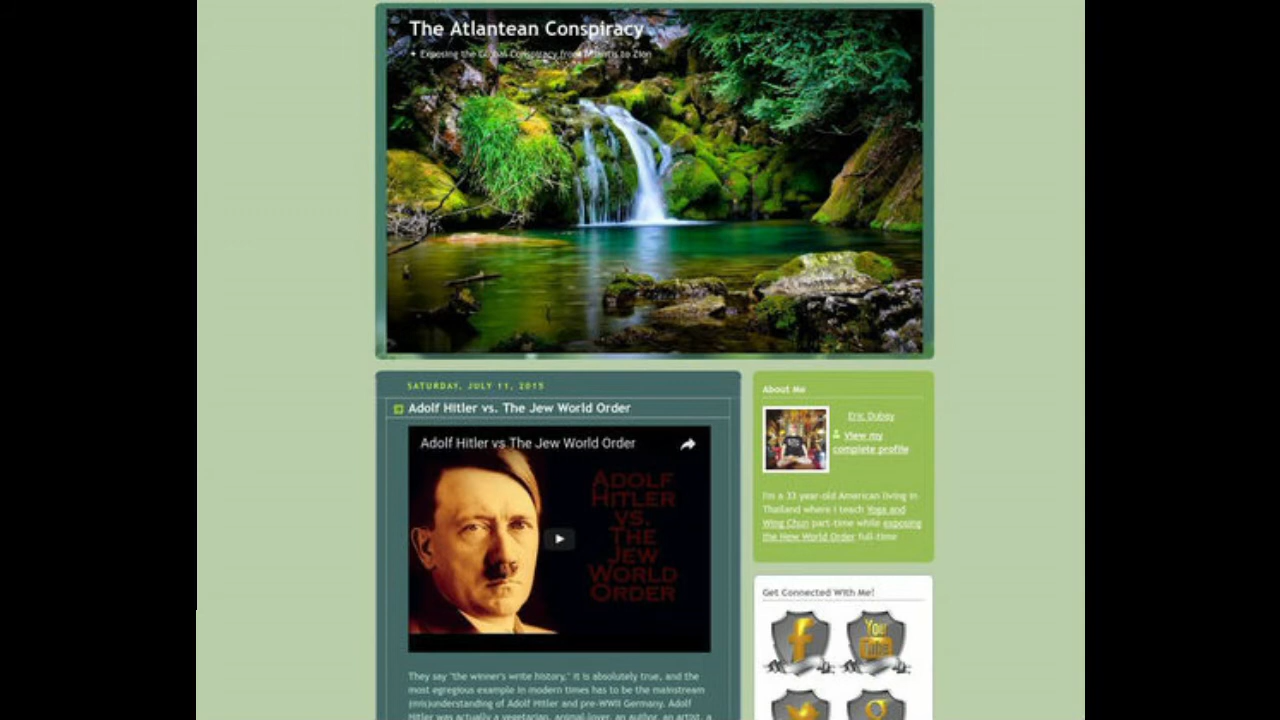 The Atlantean Conspiracy
Exposing the Global Conspiracy from Atlantis to Zion
SATURDAY, JULY 11, 2015
Adolf Hitler vs. The Jew World Order
Adolf Hitler vs The Jew World Order
ADOLF
HITLER
VS.
THE
JEW
WORLD
ORDER
They say "the winner's write history," it is absolutely true, and the
most egregious example in modern times has to be the mainstream
(mis)understanding of Adolf Hitler and pre-WWII Germany. Adolf
Hitler was actually a vegetarian, animal-lover, an author, an artist, a
About Me
Eric Dubay
View my
complete profile
I'm a 33 year-old American living in
Thailand where I teach Yoga and
Wing Chun part-time while exposing
the New World Order full-time
Get Connected With Me!
f
You
Tube
g